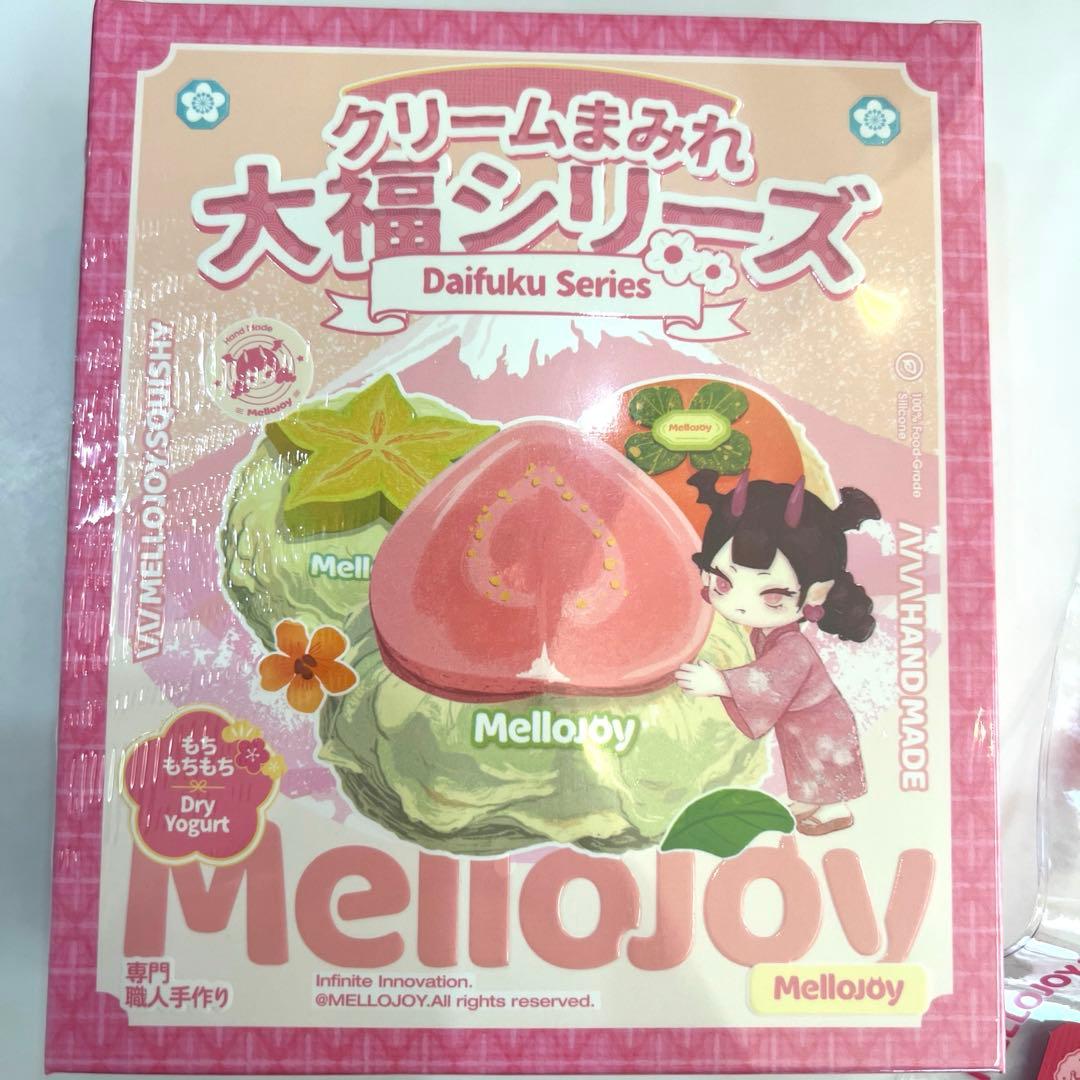 クリームまみれ
大福シリーズ
Daifuku Series
Hand Made
MelloJoy
\/\/\MELLOJOY SQUISHY
100% Food Grade
Silicone
MelloJoy
Mell
/\/\/\HAND MADE
MelloJoy
もち
もちもち
Dry
Yogurt
MelloJoy
専門
職人手作り
Infinite Innovation.
@MELLOJOY.All rights reserved.
MelloJoy
ELLOJOY